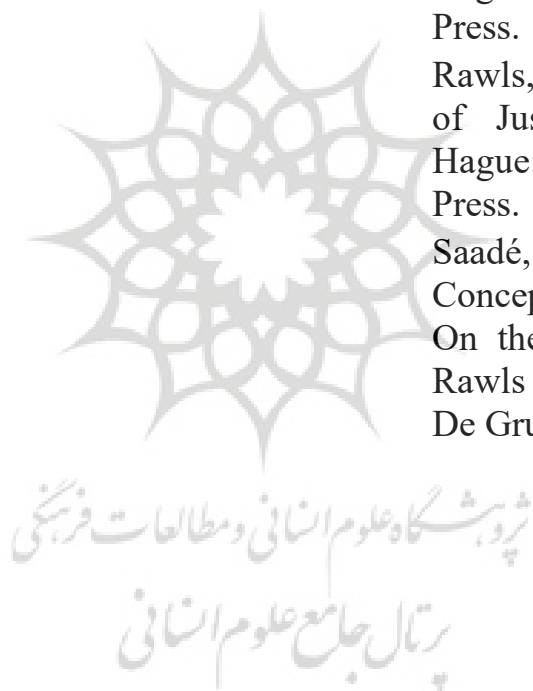 Press.
Rawls,
of Jus
Hague
Press.
Saadé,
Concep
On the
Rawls
De Gru
پژوهشگاه علوم انسانی و مطالعات فرهنگی
پرتال جامع علوم انسانی